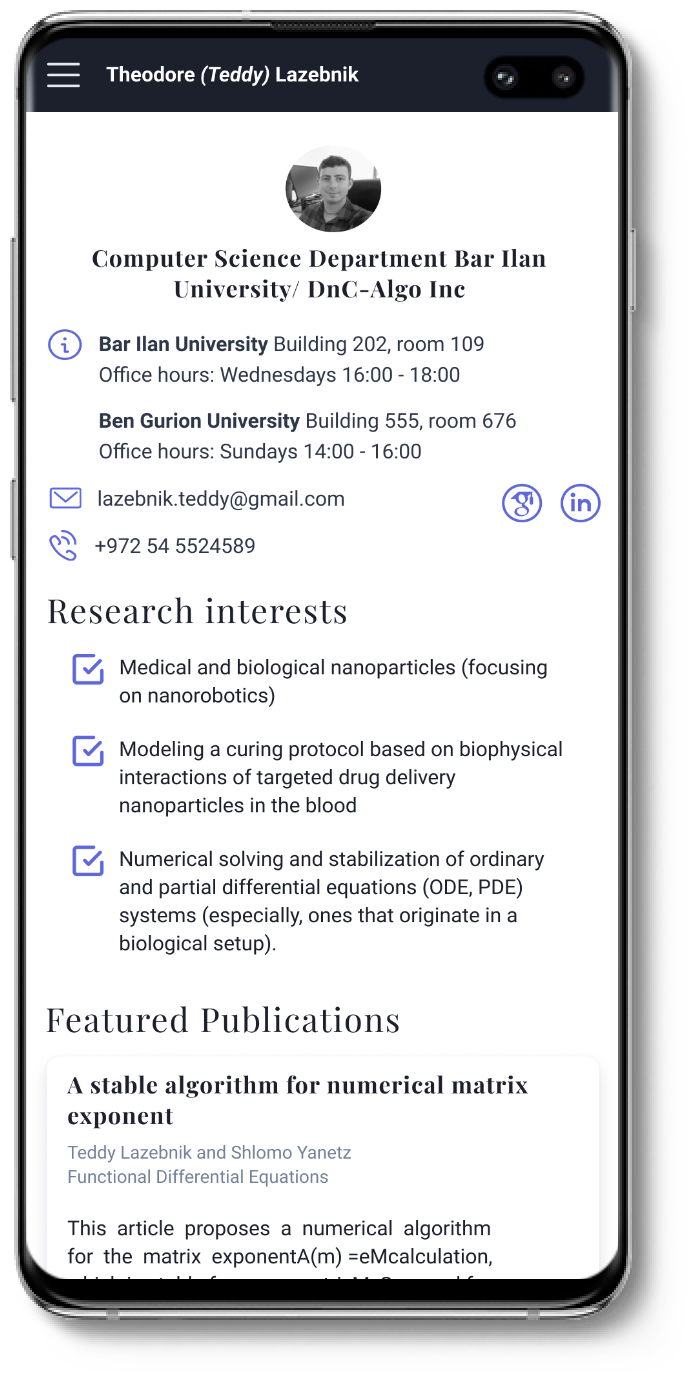 Theodore (Teddy) Lazebnik
Computer Science Department Bar Ilan
University/ DnC-Algo Inc
Bar Ilan University Building 202, room 109
Office hours: Wednesdays 16:00 - 18:00
Ben Gurion University Building 555, room 676
Office hours: Sundays 14:00 - 16:00
lazebnik.teddy@gmail.com
in
+972 54 5524589
Research interests
Medical and biological nanoparticles (focusing
on nanorobotics)
Modeling a curing protocol based on biophysical
interactions of targeted drug delivery
nanoparticles in the blood
Numerical solving and stabilization of ordinary
and partial differential equations (ODE, PDE)
systems (especially, ones that originate in a
biological setup).
Featured Publications
A stable algorithm for numerical matrix
exponent
Teddy Lazebnik and Shlomo Yanetz
Functional Differential Equations
This article proposes a numerical algorithm
for the matrix exponentA(m) =eMcalculation,